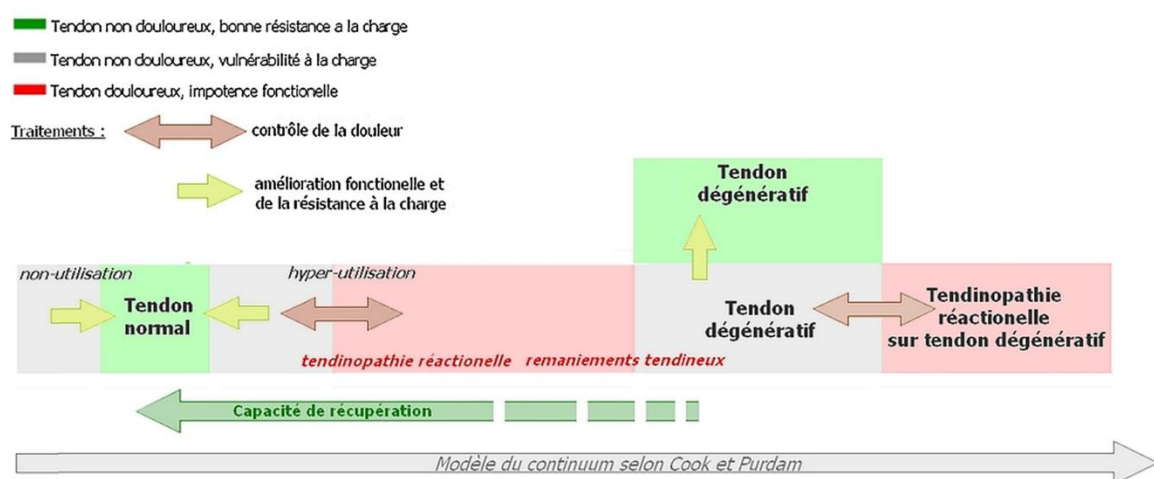 Tendon non douloureux, bonne résistance a la charge
Tendon non douloureux, vulnérabilité à la charge
Tendon douloureux, impotence fonctionelle
Traitements :
contrôle de la douleur
amélioration fonctionelle et
de la résistance à la charge
Tendon
dégénératif
non-utilisation
hyper-utilisation
Tendon
normal
Tendon
dégénératif
Tendinopathie
réactionelle
sur tendon dégénératif
tendinopathie réactionelle
remaniements tendineux
Capacité de récupération
Modèle du continuum selon Cook et Purdam